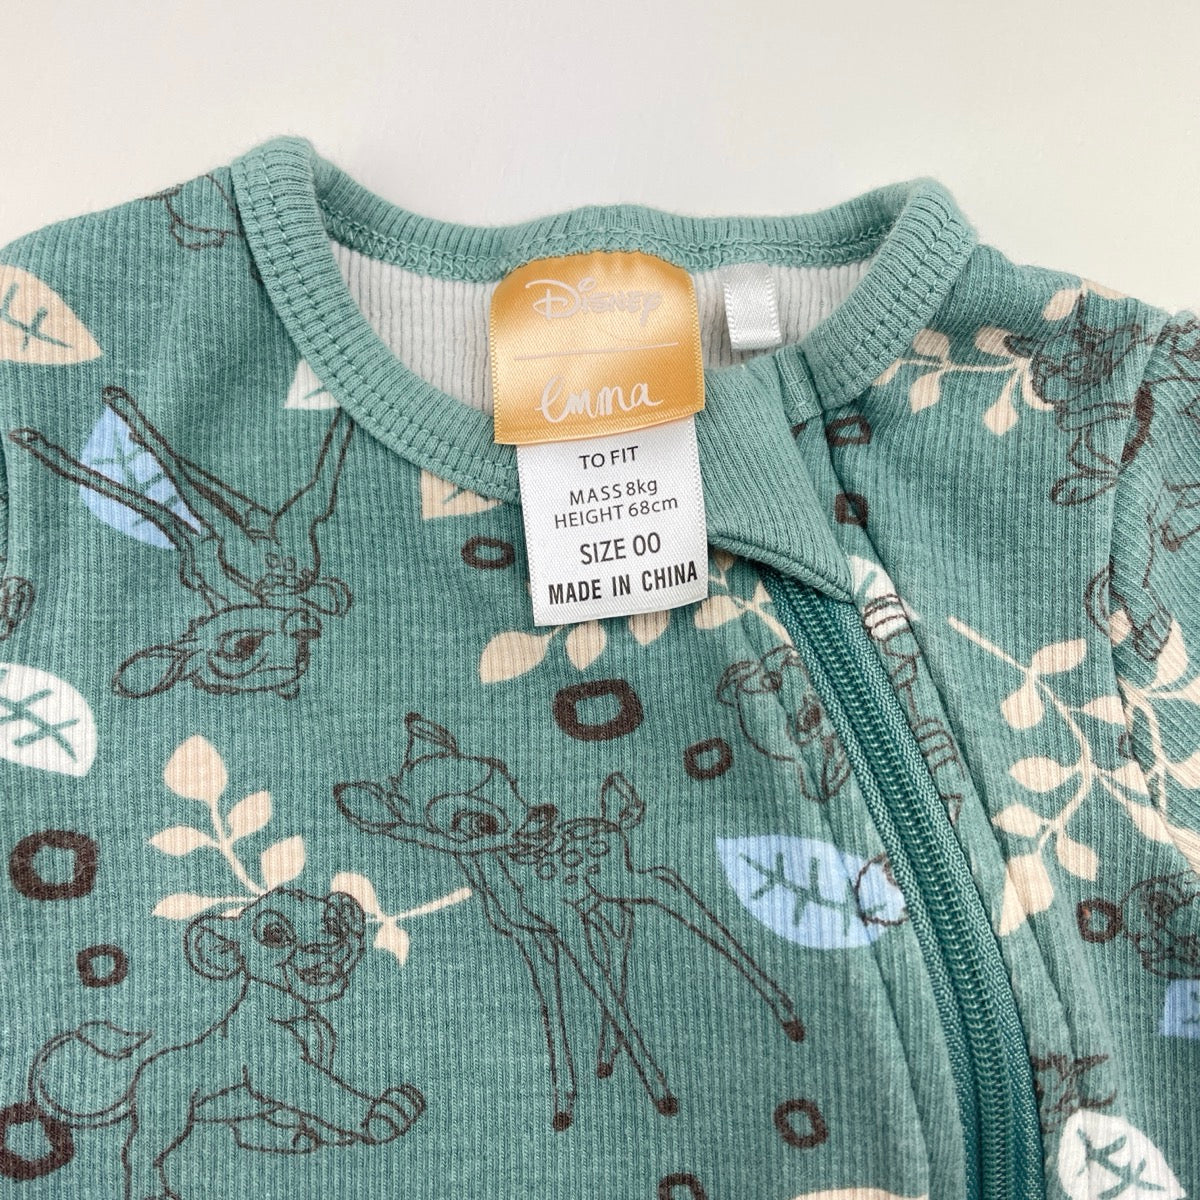 Disney
emma
TO FIT
MASS 8kg
HEIGHT 68cm
SIZE 00
MADE IN CHINA